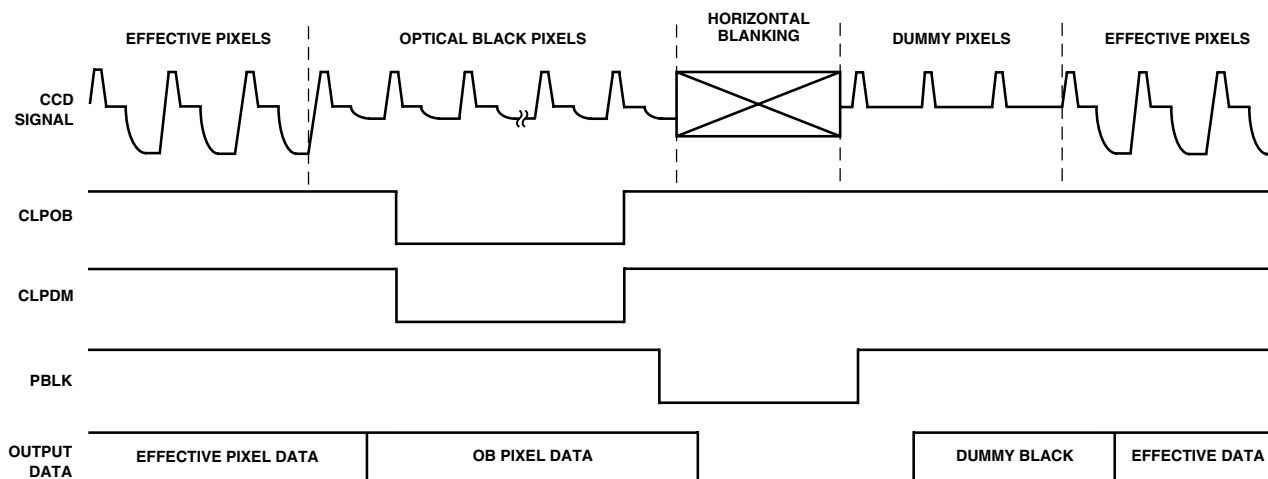 EFFECTIVE PIXELS
OPTICAL BLACK PIXELS
HORIZONTAL
BLANKING
DUMMY PIXELS
EFFECTIVE PIXELS
CCD
SIGNAL
CLPOB
CLPDM
PBLK
OUTPUT
DATA
EFFECTIVE PIXEL DATA
OB PIXEL DATA
DUMMY BLACK
EFFECTIVE DATA